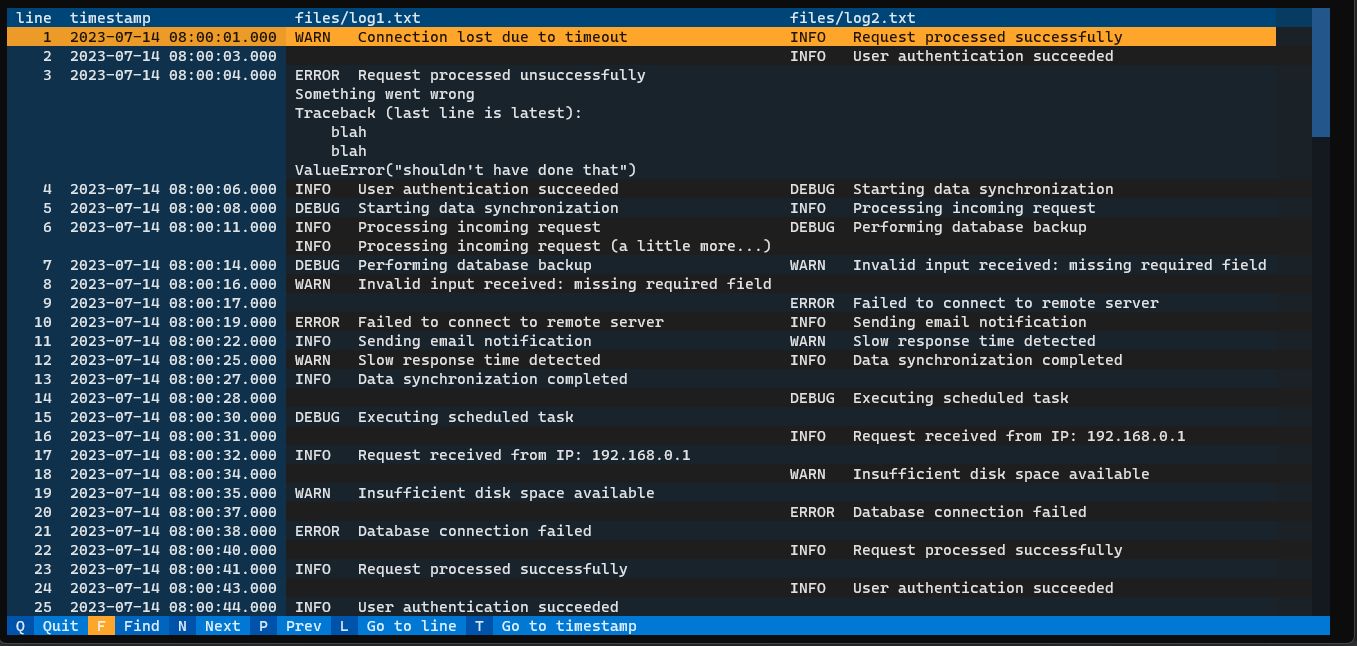 line  timestamp                files/log1.txt                                         files/log2.txt
   1  2023-07-14 08:00:01.000  WARN   Connection lost due to timeout                  INFO   Request processed successfully
   2  2023-07-14 08:00:03.000                                                         INFO   User authentication succeeded
   3  2023-07-14 08:00:04.000  ERROR  Request processed unsuccessfully
                               Something went wrong
                               Traceback (last line is latest):
                                   blah
                                   blah
                               ValueError("shouldn't have done that")
   4  2023-07-14 08:00:06.000  INFO   User authentication succeeded                   DEBUG  Starting data synchronization
   5  2023-07-14 08:00:08.000  DEBUG  Starting data synchronization                   INFO   Processing incoming request
   6  2023-07-14 08:00:11.000  INFO   Processing incoming request                     DEBUG  Performing database backup
                               INFO   Processing incoming request (a little more...)
   7  2023-07-14 08:00:14.000  DEBUG  Performing database backup                      WARN   Invalid input received: missing required field
   8  2023-07-14 08:00:16.000  WARN   Invalid input received: missing required field
   9  2023-07-14 08:00:17.000                                                         ERROR  Failed to connect to remote server
  10  2023-07-14 08:00:19.000  ERROR  Failed to connect to remote server              INFO   Sending email notification
  11  2023-07-14 08:00:22.000  INFO   Sending email notification                      WARN   Slow response time detected
  12  2023-07-14 08:00:25.000  WARN   Slow response time detected                     INFO   Data synchronization completed
  13  2023-07-14 08:00:27.000  INFO   Data synchronization completed
  14  2023-07-14 08:00:28.000                                                         DEBUG  Executing scheduled task
  15  2023-07-14 08:00:30.000  DEBUG  Executing scheduled task
  16  2023-07-14 08:00:31.000                                                         INFO   Request received from IP: 192.168.0.1
  17  2023-07-14 08:00:32.000  INFO   Request received from IP: 192.168.0.1
  18  2023-07-14 08:00:34.000                                                         WARN   Insufficient disk space available
  19  2023-07-14 08:00:35.000  WARN   Insufficient disk space available
  20  2023-07-14 08:00:37.000                                                         ERROR  Database connection failed
  21  2023-07-14 08:00:38.000  ERROR  Database connection failed
  22  2023-07-14 08:00:40.000                                                         INFO   Request processed successfully
  23  2023-07-14 08:00:41.000  INFO   Request processed successfully
  24  2023-07-14 08:00:43.000                                                         INFO   User authentication succeeded
  25  2023-07-14 08:00:44.000  INFO   User authentication succeeded
Q  Quit  F  Find  N  Next  P  Prev  L  Go to line  T  Go to timestamp